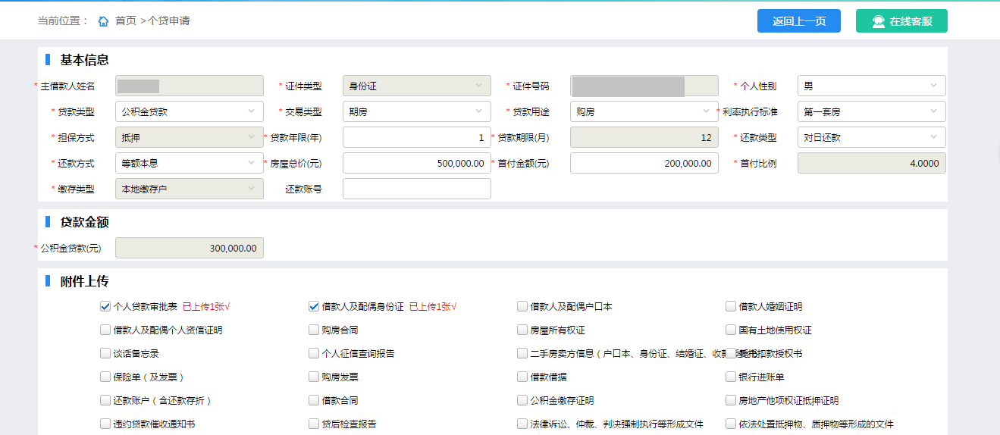 当前位置： 首页 >个贷申请 返回上一页 在线客服
基本信息
* 主借款人姓名 * 证件类型 身份证 * 证件号码 * 个人性别 男
* 贷款类型 公积金贷款 * 交易类型 期房 * 贷款用途 购房 * 利率执行标准 第一套房
* 担保方式 抵押 * 贷款年限(年) 1 * 贷款期限(月) 12 * 还款类型 对日还款
* 还款方式 等额本息 * 房屋总价(元) 500,000.00 * 首付金额(元) 200,000.00 * 首付比例 4.0000
* 缴存类型 本地缴存户 还款账号
贷款金额
* 公积金贷款(元) 300,000.00
附件上传
个人贷款审批表 已上传1张√ 借款人及配偶身份证 已上传1张√ 借款人及配偶户口本 借款人婚姻证明
借款人及配偶个人资信证明 购房合同 房屋所有权证 国有土地使用权证
谈话备忘录 个人征信查询报告 二手房卖方信息（户口本、身份证、结婚证、收款 委托扣款授权书
保险单（及发票） 购房发票 借款借据 银行进账单
还款账户（含还款存折） 借款合同 公积金缴存证明 房地产他项权证抵押证明
违约贷款催收通知书 贷后检查报告 法律诉讼、仲裁、判决强制执行等形成文件 依法处置抵押物、质押物等形成的文件